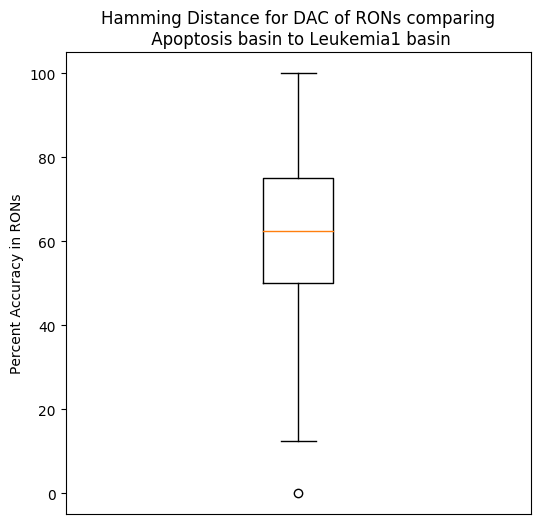 Hamming Distance for DAC of RONs comparing
Apoptosis basin to Leukemia1 basin
100
80
60
40
20
0
Percent Accuracy in RONs